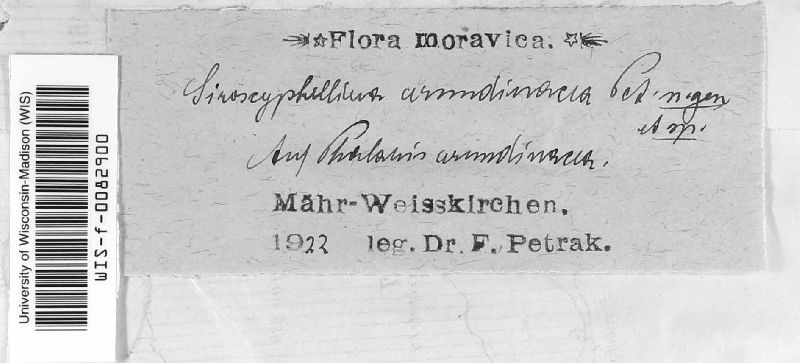 Flora moravica.
Siroscyphellina arundinacea Pet. n. gen
et sp.
Auf Phalaris arundinacea.
Mähr-Weisskirchen,
1922 leg. Dr. F. Petrak.
University of Wisconsin-Madison (WIS)
WIS-f-0082900